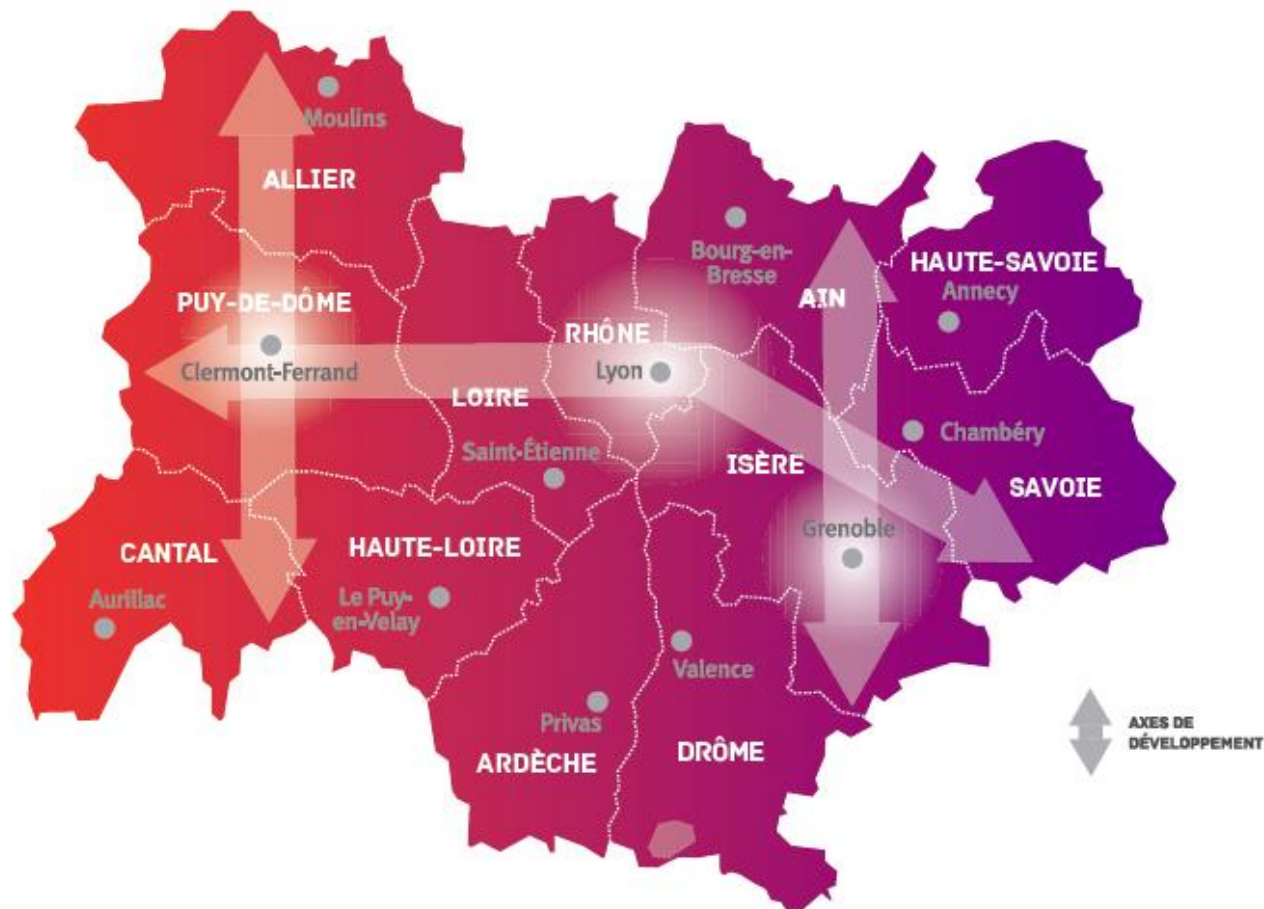 Moulins
ALLIER
Bourg-en-
Bresse
HAUTE-SAVOIE
Annecy
AIN
PUY-DE-DÔME
Clermont-Ferrand
RHÔNE
Lyon
LOIRE
Saint-Étienne
Chambéry
ISÈRE
SAVOIE
Grenoble
CANTAL
Aurillac
HAUTE-LOIRE
Le Puy-
en-Velay
Valence
Privas
ARDÈCHE
DRÔME
AXES DE
DÉVELOPPEMENT